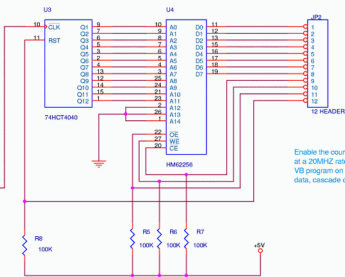 U3
U4
JP2
10
CLK
11
RST
Q1
Q2
Q3
Q4
Q5
Q6
Q7
Q8
Q9
Q10
Q11
Q12
9
7
6
5
3
2
4
13
12
14
15
1
74HCT4040
10
9
8
7
6
5
4
3
25
24
21
23
2
26
1
A0
A1
A2
A3
A4
A5
A6
A7
A8
A9
A10
A11
A12
A13
A14
22
OE
27
WE
20
CE
HM62256
D0
D1
D2
D3
D4
D5
D6
D7
11
12
13
15
16
17
18
19
1
2
3
4
5
6
7
8
9
10
11
12
12 HEADER
Enable the coun
at a 20MHZ rate
VB program on
data, cascade c
R8
100K
R5
100K
R6
100K
R7
100K
+5V